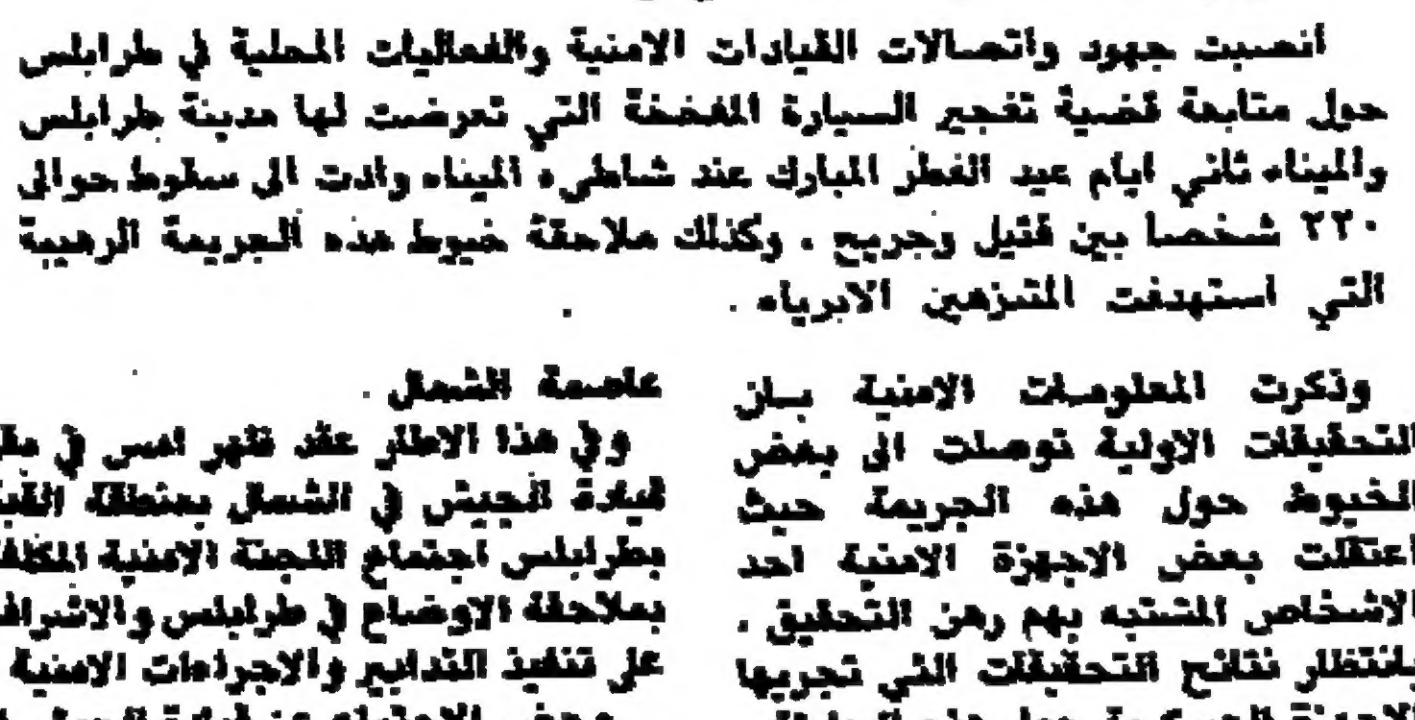 انصبت جهود واتصالات القيادات الامنية والفعاليات المحلية في طرابلس
حول متابعة قضية تفجير السيارة المفخخة التي تعرضت لها مدينة طرابلس
والميناء ثاني ايام عيد الفطر المبارك عند شاطىء الميناء وادت الى سقوط حوالى
٢٢٠ شخصا بين قتيل وجريح . وكذلك ملاحقة خيوط هذه الجريمة الرهيبة
التي استهدفت المتنزهين الابرياء .
وذكرت المعلومات الامنية بان
التحقيقات الاولية توصلت الى بعض
الخيوط حول هذه الجريمة حيث
اعتقلت بعض الاجهزة الامنية احد
الاشخاص المشتبه بهم رهن التحقيق .
بانتظار نتائج التحقيقات التي تجريها
عاصمة الشمال .
وفي هذا الاطار عقد ظهر امس في مقر
قيادة الجيش في الشمال بمنطقة القبة
بطرابلس اجتماع اللجنة الامنية المكلفة
بملاحقة الاوضاع في طرابلس والاشراف
على تنفيذ التدابير والاجراءات الامنية